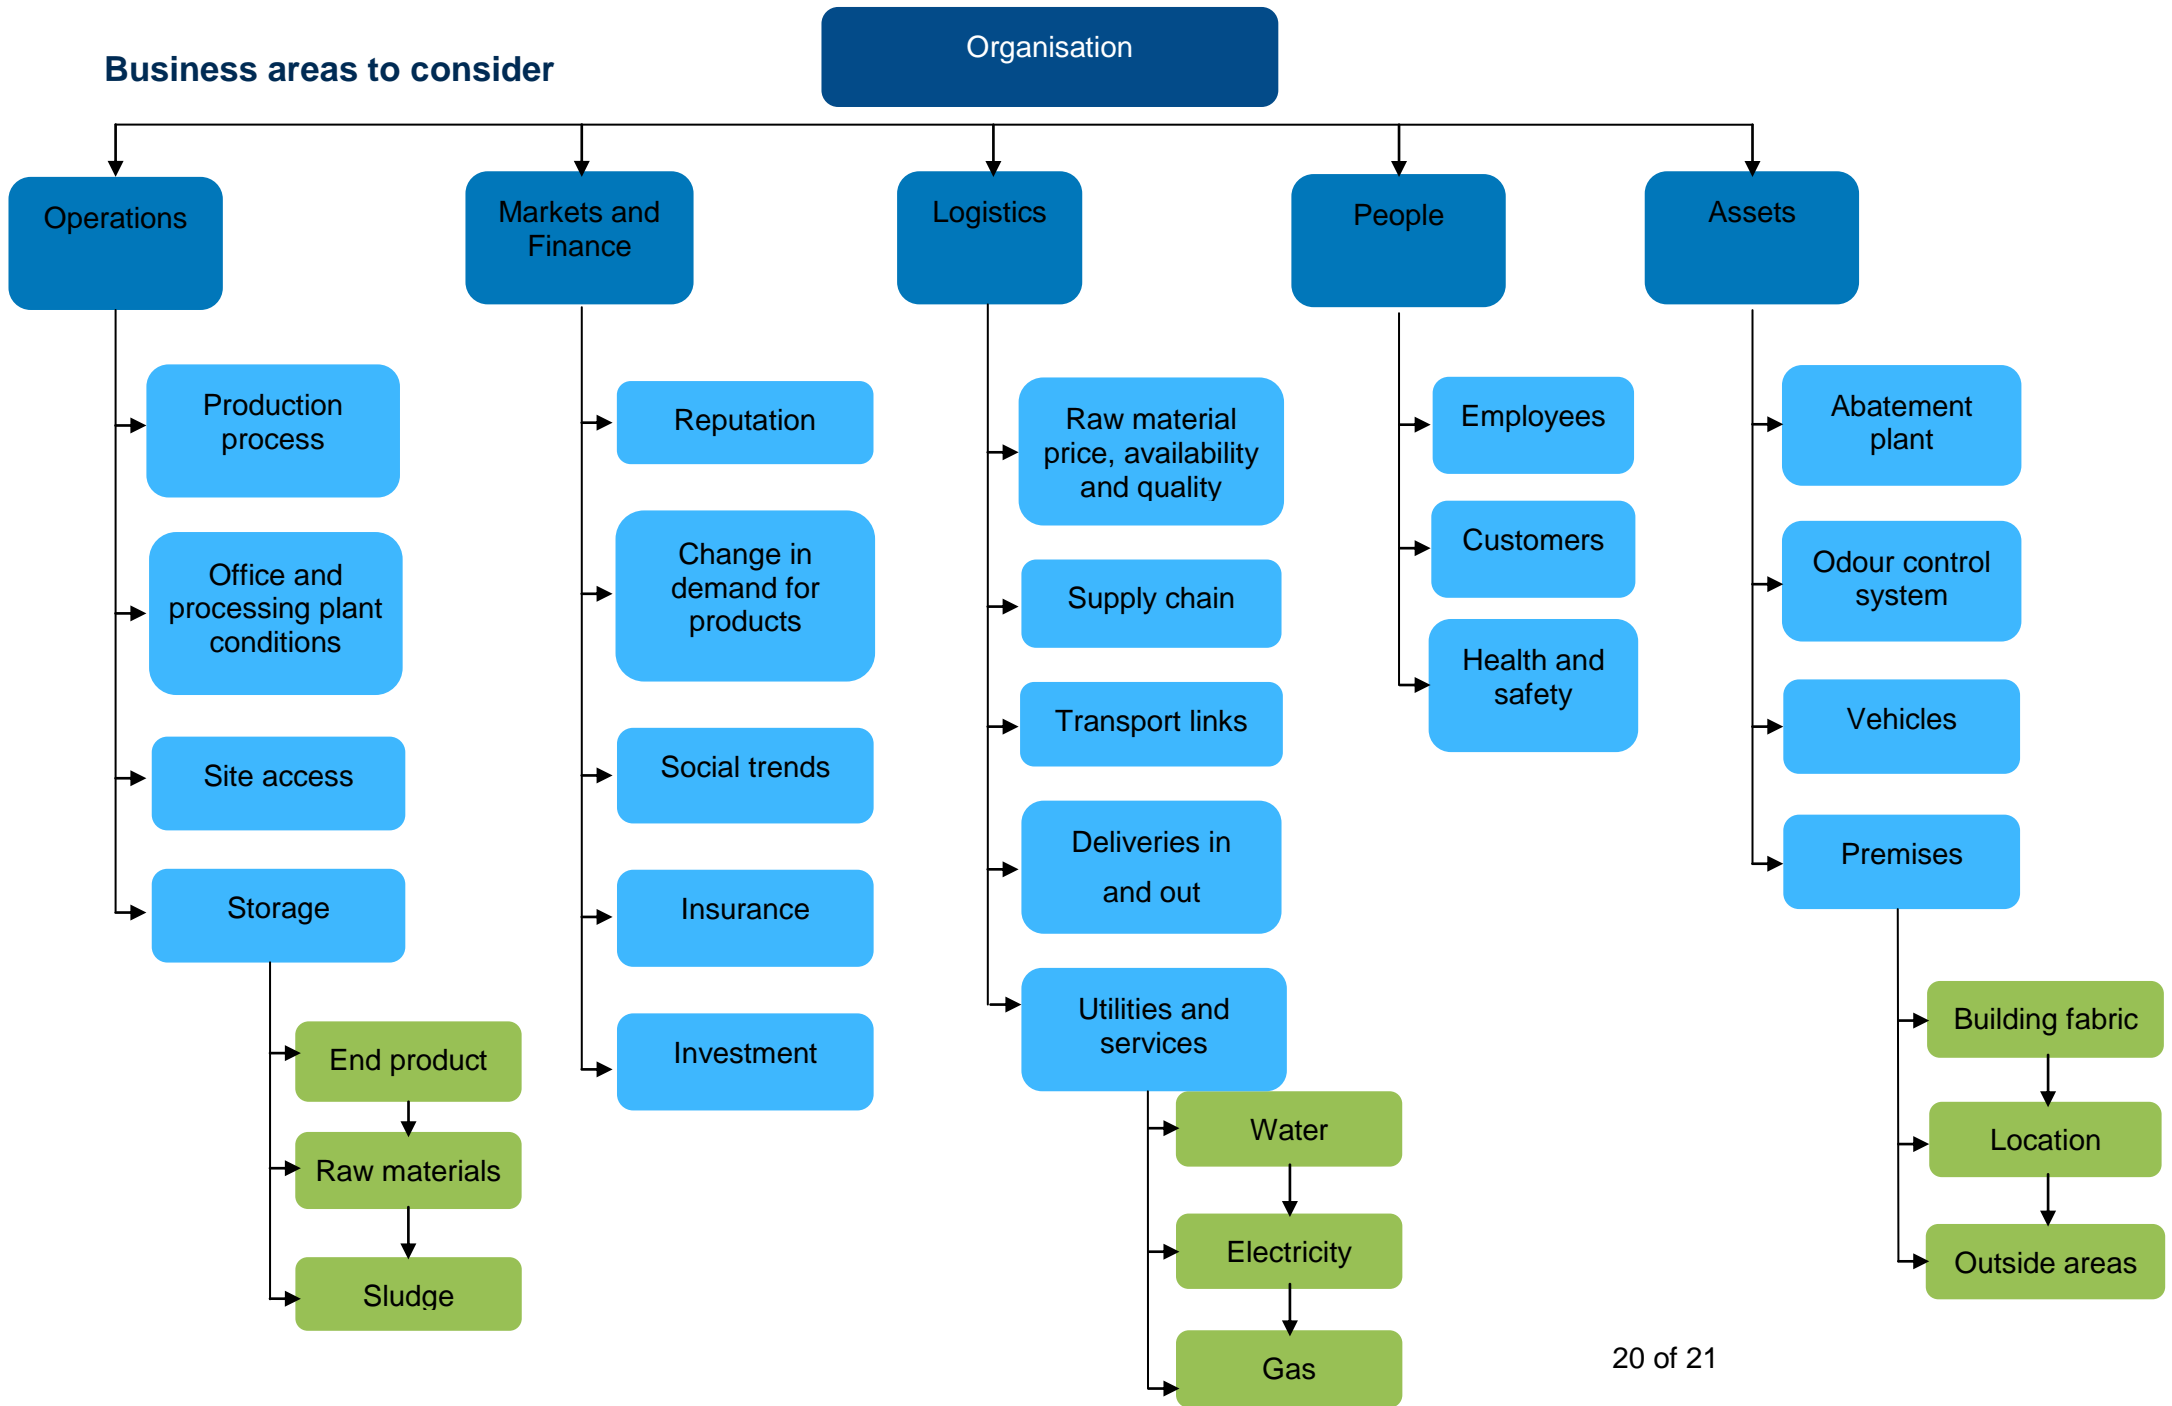 Business areas to consider
Organisation
Operations
Markets and
Finance
Logistics
People
Assets
Production
process
Office and
processing plant
conditions
Site access
Storage
End product
Raw materials
Sludge
Reputation
Change in
demand for
products
Social trends
Insurance
Investment
Raw material
price, availability
and quality
Supply chain
Transport links
Deliveries in
and out
Utilities and
services
Water
Electricity
Gas
Employees
Customers
Health and
safety
Abatement
plant
Odour control
system
Vehicles
Premises
Building fabric
Location
Outside areas
20 of 21